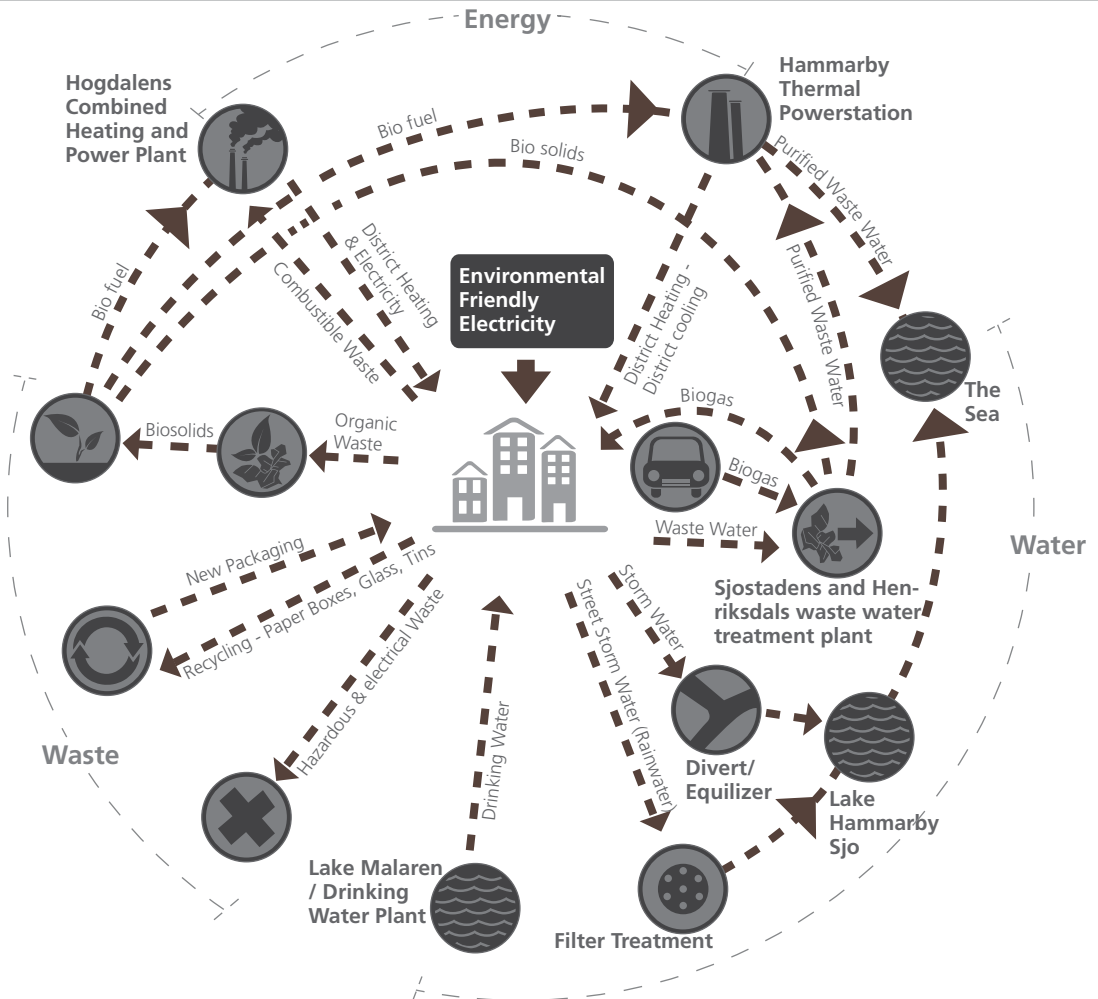 Energy
Hogdalens
Combined
Heating and
Power Plant
Hammarby
Thermal
Powerstation
Bio fuel
Bio solids
Purified Waste Water
Purified Waste Water
Bio fuel
District Heating
& Electricity
Combustible Waste
Environmental
Friendly
Electricity
District Heating -
District cooling
The
Sea
Biogas
Biogas
Organic
Waste
Biosolids
Waste Water
Water
Sjostadens and Hen-
riksdals waste water
treatment plant
New Packaging
Recycling - Paper Boxes, Glass, Tins
Hazardous & electrical Waste
Storm Water
Street Storm Water (Rainwater)
Drinking Water
Waste
Divert/
Equilizer
Lake
Hammarby
Sjo
Lake Malaren
/ Drinking
Water Plant
Filter Treatment